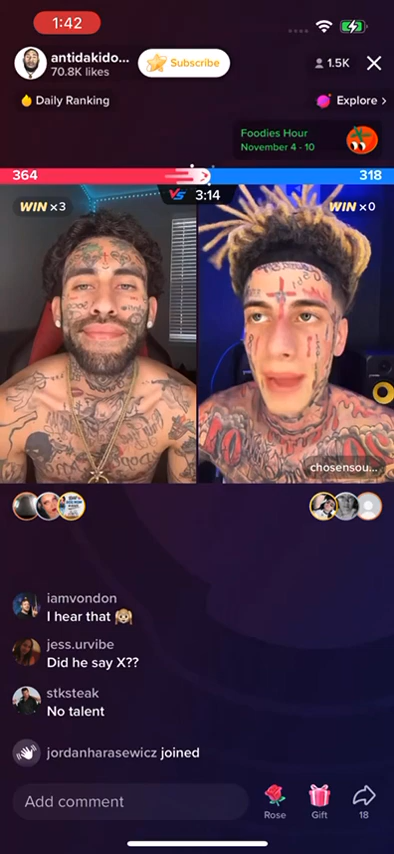 1:42
antidakido...
70.8K likes
Subscribe
1.5K
Daily Ranking
Explore >
Foodies Hour
November 4 - 10
364
318
VS 3:14
WIN ×3
WIN ×0
chosensou...
iamvondon
I hear that 🙉
jess.urvibe
Did he say X??
stksteak
No talent
jordanharasewicz joined
Add comment
Rose
Gift
18